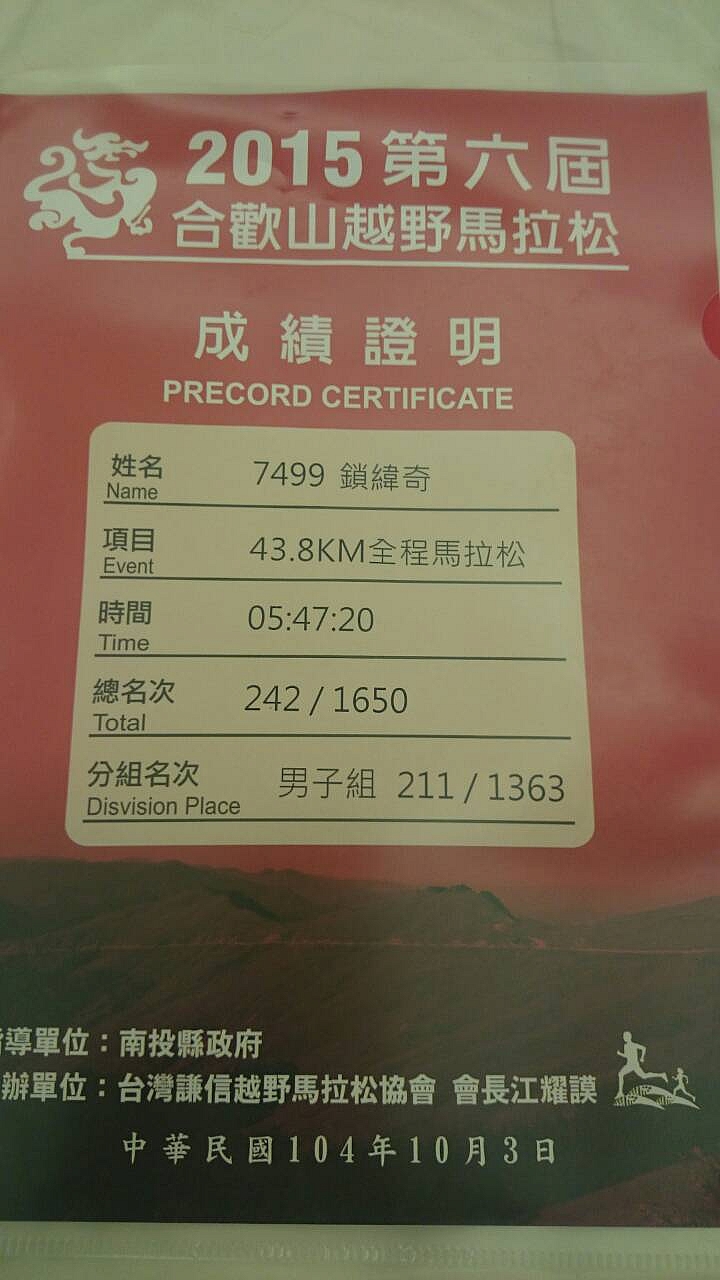 2015第六屆
合歡山越野馬拉松
成績證明
PRECORD CERTIFICATE
姓名 7499 鎖緯奇
Name
項目 43.8KM全程馬拉松
Event
時間 05:47:20
Time
總名次 242 / 1650
Total
分組名次 男子組 211 / 1363
Disvision Place
導單位：南投縣政府
辦單位：台灣謙信越野馬拉松協會 會長江耀謨
中華民國104年10月3日